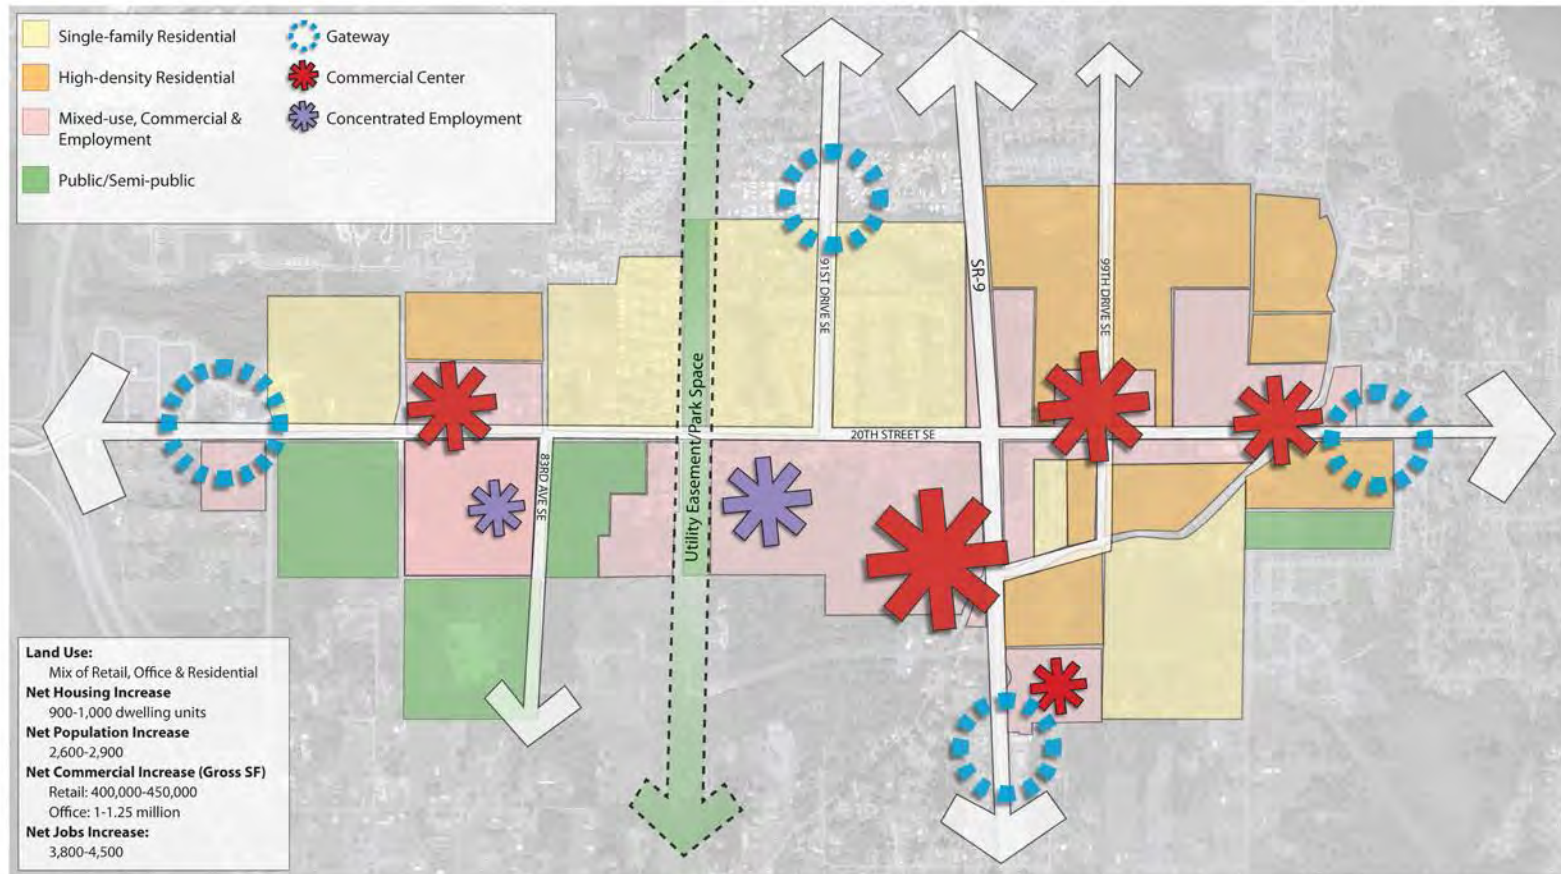 Single-family Residential
High-density Residential
Mixed-use, Commercial &
Employment
Public/Semi-public
Gateway
Commercial Center
Concentrated Employment
91ST DRIVE SE
SR-9
99TH DRIVE SE
Utility Easement/Park Space
20TH STREET SE
83RD AVE SE
Land Use:
Mix of Retail, Office & Residential
Net Housing Increase
900-1,000 dwelling units
Net Population Increase
2,600-2,900
Net Commercial Increase (Gross SF)
Retail: 400,000-450,000
Office: 1-1.25 million
Net Jobs Increase:
3,800-4,500